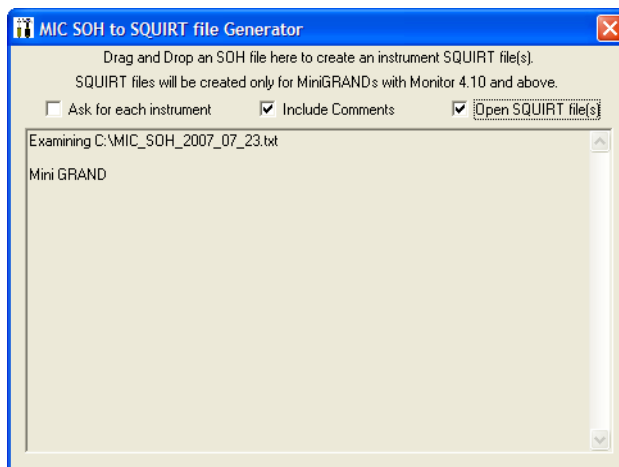 MIC SOH to SQUIRT file Generator
Drag and Drop an SOH file here to create an instrument SQUIRT file(s).
SQUIRT files will be created only for MiniGRANDs with Monitor 4.10 and above.
Ask for each instrument Include Comments Open SQUIRT file(s)
Examining C:\MIC_SOH_2007_07_23.txt
Mini GRAND